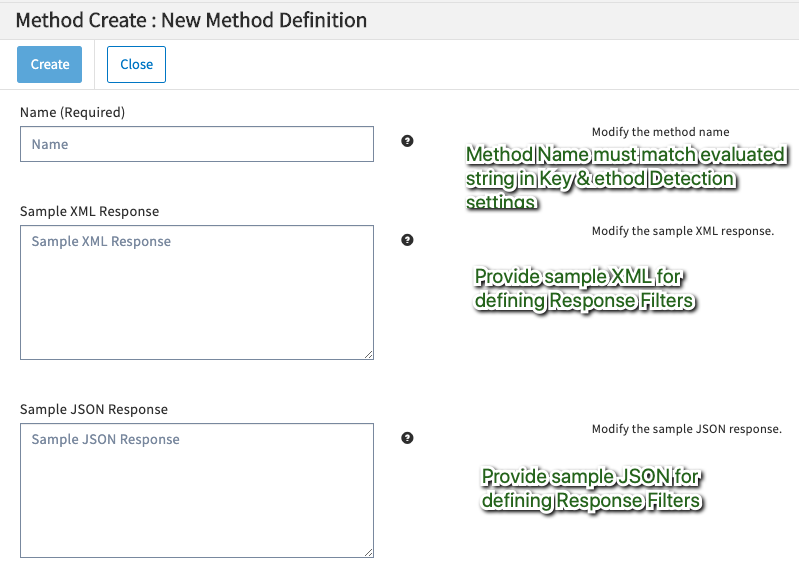 Method Create : New Method Definition
Create
Close
Name (Required)
Name
Modify the method name
Method Name must match evaluated
string in Key & ethod Detection
settings
Sample XML Response
Sample XML Response
Modify the sample XML response.
Provide sample XML for
defining Response Filters
Sample JSON Response
Sample JSON Response
Modify the sample JSON response.
Provide sample JSON for
defining Response Filters